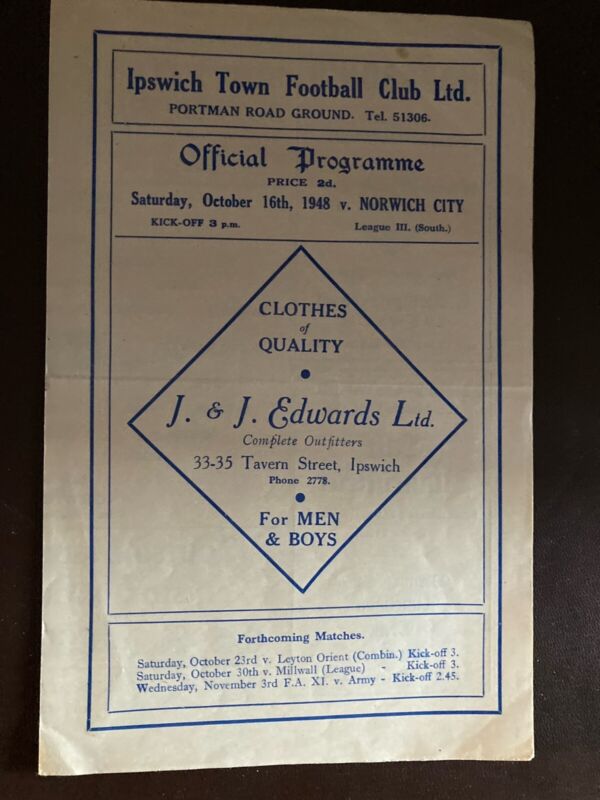 Ipswich Town Football Club Ltd.
PORTMAN ROAD GROUND. Tel. 51306.
Official Programme
PRICE 2d.
Saturday, October 16th, 1948 v. NORWICH CITY
KICK-OFF 3 p.m. League III. (South.)
CLOTHES
of
QUALITY
J. & J. Edwards Ltd.
Complete Outfitters
33-35 Tavern Street, Ipswich
Phone 2778.
For MEN
& BOYS
Forthcoming Matches.
Saturday, October 23rd v. Leyton Orient (Combin.) Kick-off 3.
Saturday, October 30th v. Millwall (League) - Kick-off 3.
Wednesday, November 3rd F.A. XI. v. Army - Kick-off 2.45.